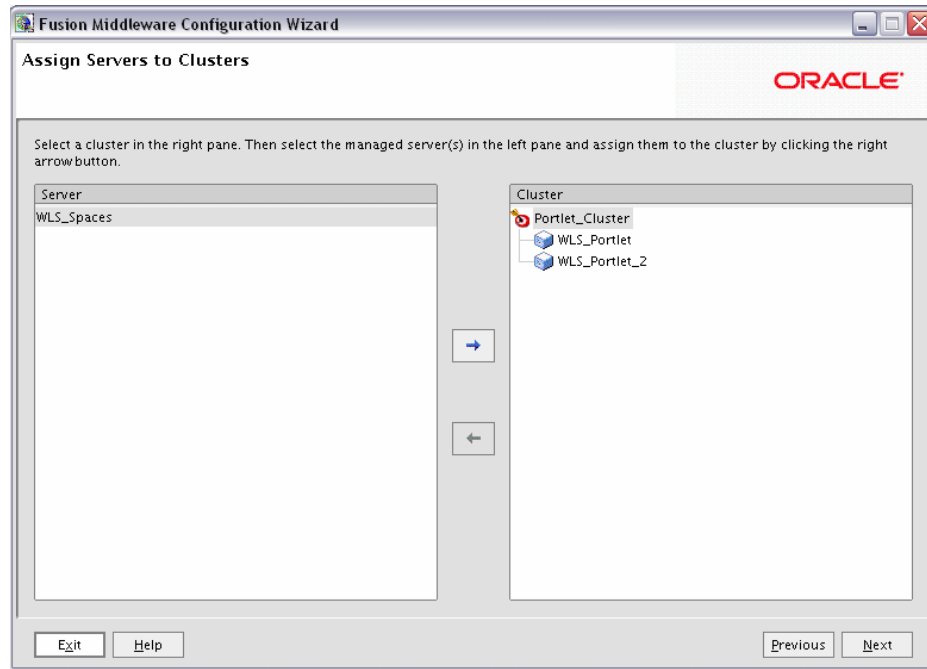 Fusion Middleware Configuration Wizard
Assign Servers to Clusters
ORACLE
Select a cluster in the right pane. Then select the managed server(s) in the left pane and assign them to the cluster by clicking the right
arrow button.
Server
WLS_Spaces
Cluster
Portlet_Cluster
WLS_Portlet
WLS_Portlet_2
Exit
Help
Previous
Next